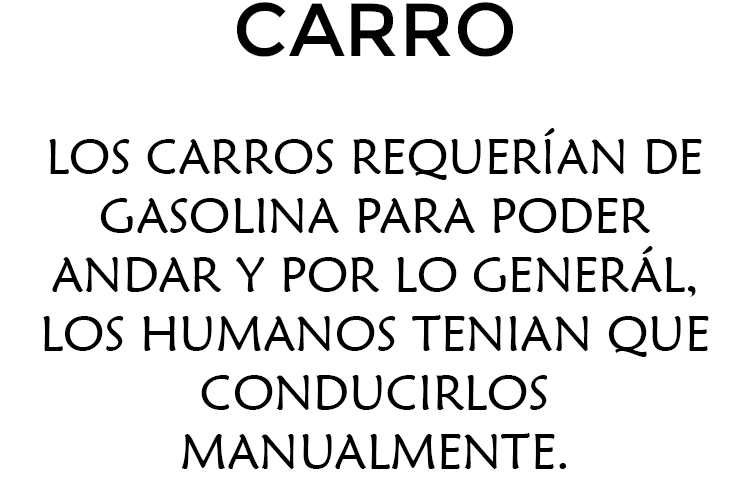 CARRO
LOS CARROS REQUERÍAN DE
GASOLINA PARA PODER
ANDAR Y POR LO GENERÁL,
LOS HUMANOS TENIAN QUE
CONDUCIRLOS
MANUALMENTE.